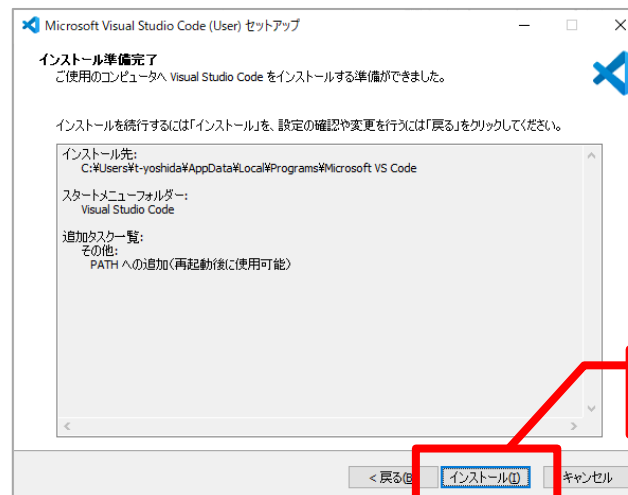 Microsoft Visual Studio Code (User) セットアップ
インストール準備完了
ご使用のコンピュータへ Visual Studio Code をインストールする準備ができました。
インストールを続行するには「インストール」を、設定の確認や変更を行うには「戻る」をクリックしてください。
インストール先:
C:¥Users¥t-yoshida¥AppData¥Local¥Programs¥Microsoft VS Code
スタートメニューフォルダー:
Visual Studio Code
追加タスク一覧:
その他:
PATH への追加(再起動後に使用可能)
< 戻る(B インストール(I) キャンセル